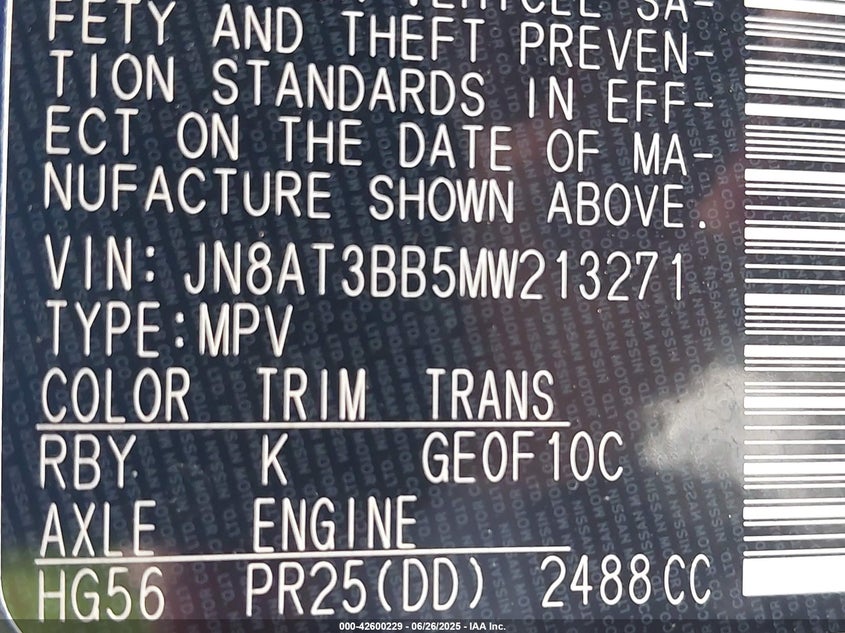 VEHICLE SA-
FETY AND THEFT PREVEN-
TION STANDARDS IN EFF-
ECT ON THE DATE OF MA-
NUFACTURE SHOWN ABOVE.
VIN: JN8AT3BB5MW213271
TYPE:MPV
COLOR TRIM TRANS
RBY K GE0F10C
AXLE ENGINE
HG56 PR25(DD) 2488CC
000-42600229 - 06/26/2025 - IAA Inc.